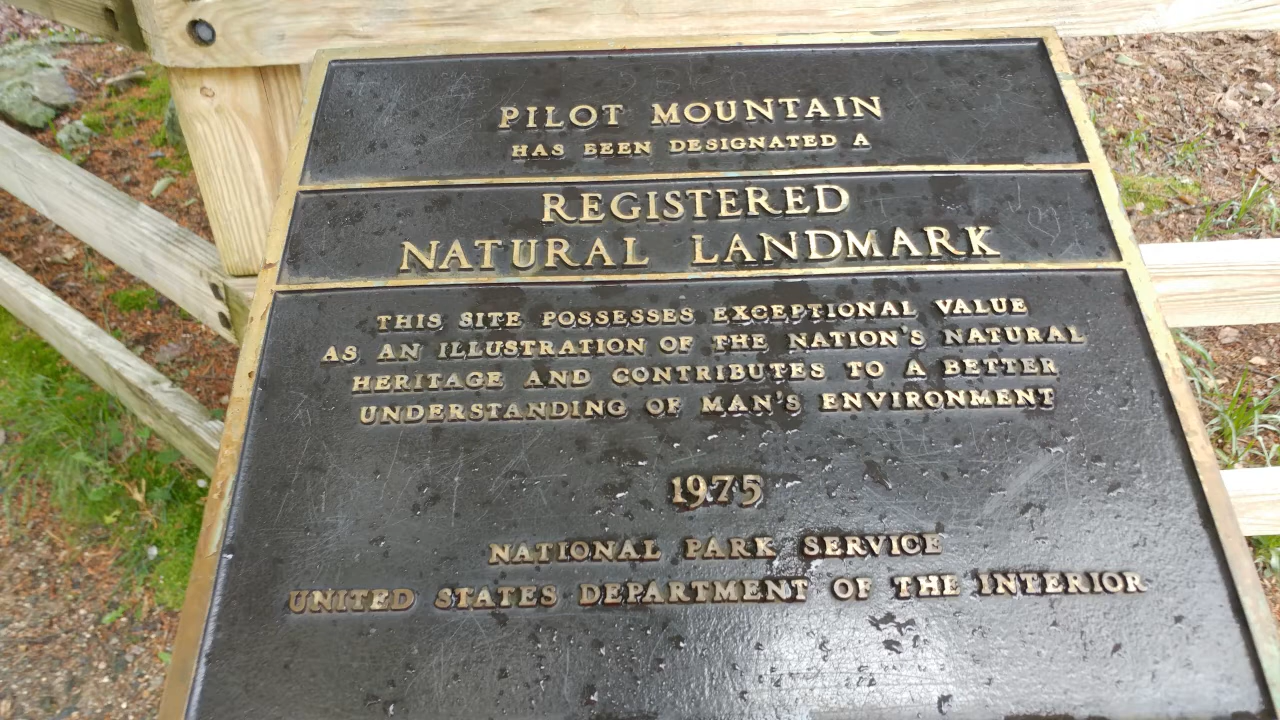 PILOT MOUNTAIN
HAS BEEN DESIGNATED A
REGISTERED
NATURAL LANDMARK
THIS SITE POSSESSES EXCEPTIONAL VALUE
AS AN ILLUSTRATION OF THE NATION'S NATURAL
HERITAGE AND CONTRIBUTES TO A BETTER
UNDERSTANDING OF MAN'S ENVIRONMENT
1975
NATIONAL PARK SERVICE
UNITED STATES DEPARTMENT OF THE INTERIOR